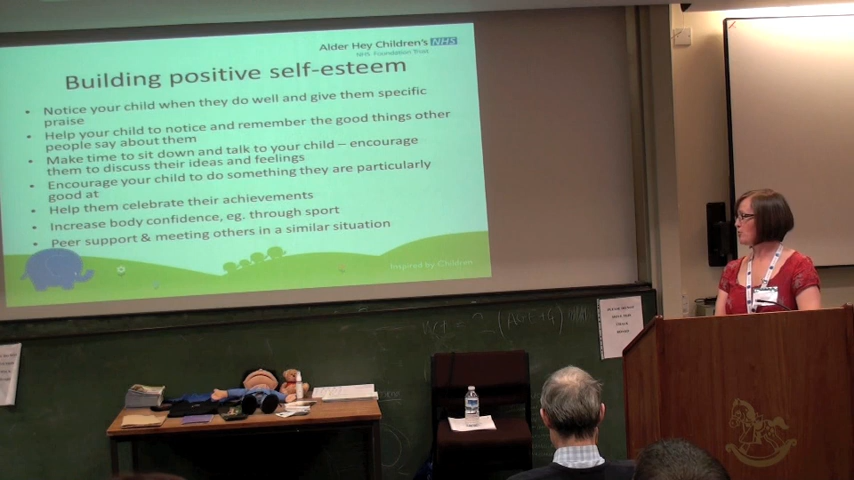 Alder Hey Children's NHS
NHS Foundation Trust
Building positive self-esteem
• Notice your child when they do well and give them specific
praise
• Help your child to notice and remember the good things other
people say about them
• Make time to sit down and talk to your child – encourage
them to discuss their ideas and feelings
• Encourage your child to do something they are particularly
good at
• Help them celebrate their achievements
• Increase body confidence, eg. through sport
• Peer support & meeting others in a similar situation
Inspired by Children